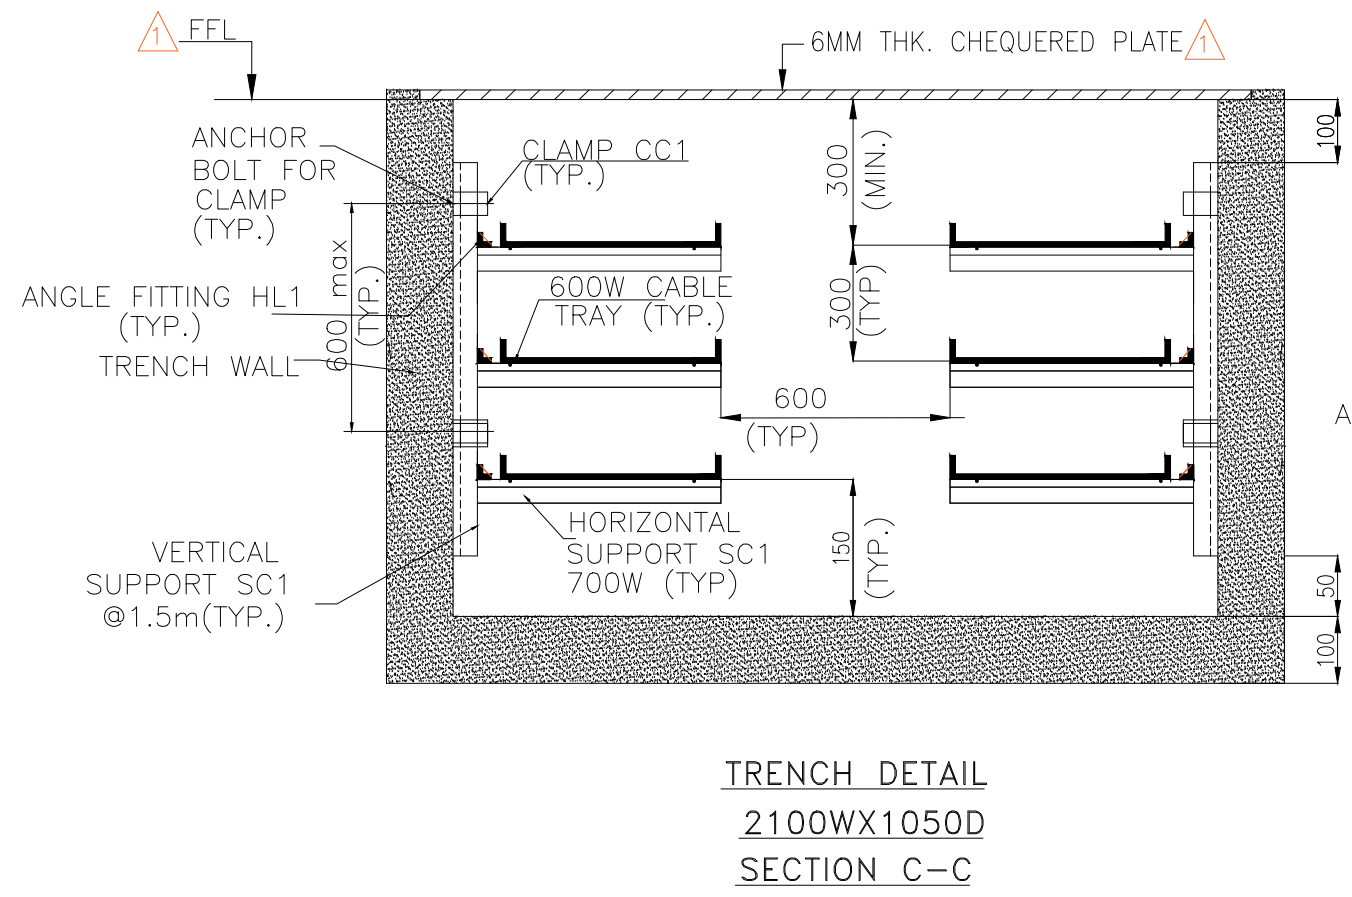 1
FFL
6MM THK. CHEQUERED PLATE
1
ANCHOR
BOLT FOR
CLAMP
(TYP.)
CLAMP CC1
(TYP.)
300
(MIN.)
100
600 max
(TYP.)
ANGLE FITTING HL1
(TYP.)
600W CABLE
TRAY (TYP.)
300
(TYP)
TRENCH WALL
600
(TYP)
A
HORIZONTAL
SUPPORT SC1
700W (TYP)
150
(TYP.)
VERTICAL
SUPPORT SC1
@1.5m(TYP.)
50
100
TRENCH DETAIL
2100WX1050D
SECTION C-C